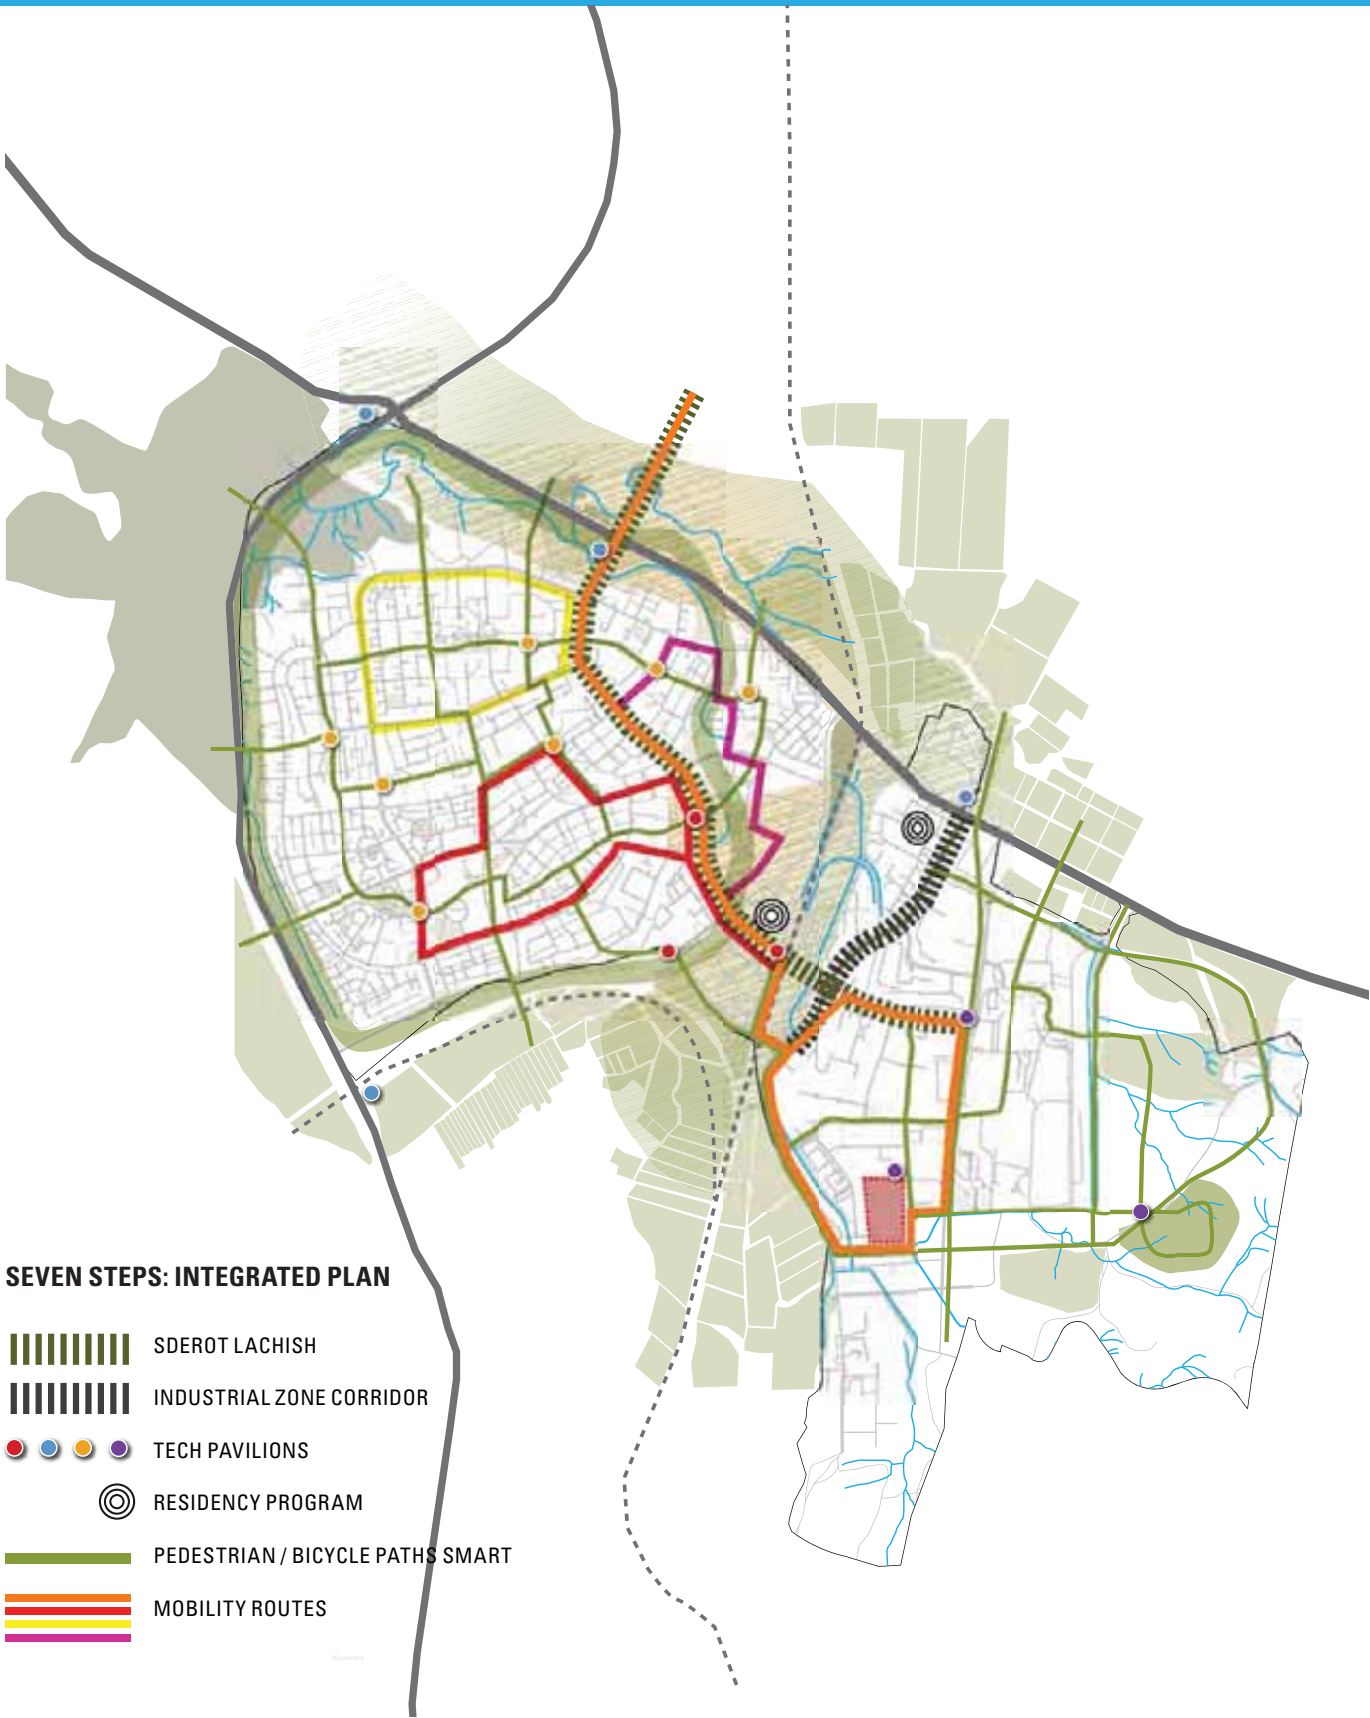 SEVEN STEPS: INTEGRATED PLAN
SDEROT LACHISH
INDUSTRIAL ZONE CORRIDOR
TECH PAVILIONS
RESIDENCY PROGRAM
PEDESTRIAN / BICYCLE PATHS SMART
MOBILITY ROUTES